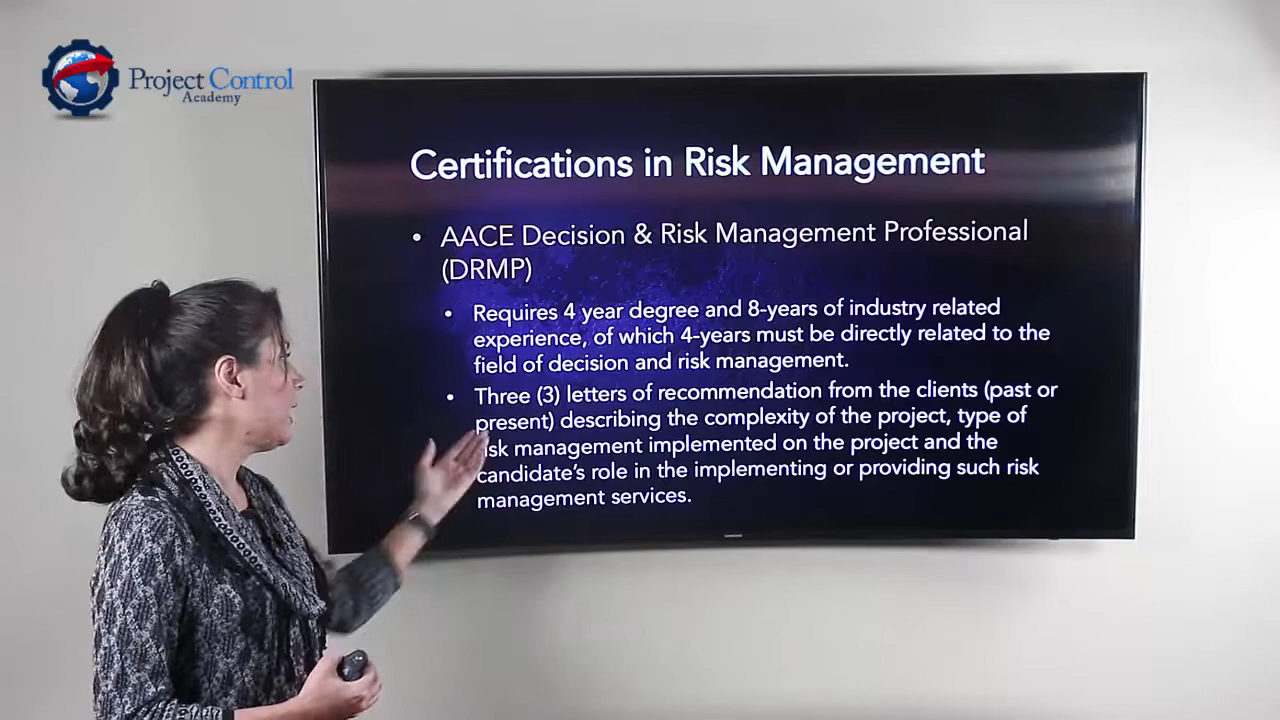 Project Control
Academy
Certifications in Risk Management
• AACE Decision & Risk Management Professional
(DRMP)
• Requires 4 year degree and 8-years of industry related
experience, of which 4-years must be directly related to the
field of decision and risk management.
• Three (3) letters of recommendation from the clients (past or
present) describing the complexity of the project, type of
risk management implemented on the project and the
candidate's role in the implementing or providing such risk
management services.
SAMSUNG